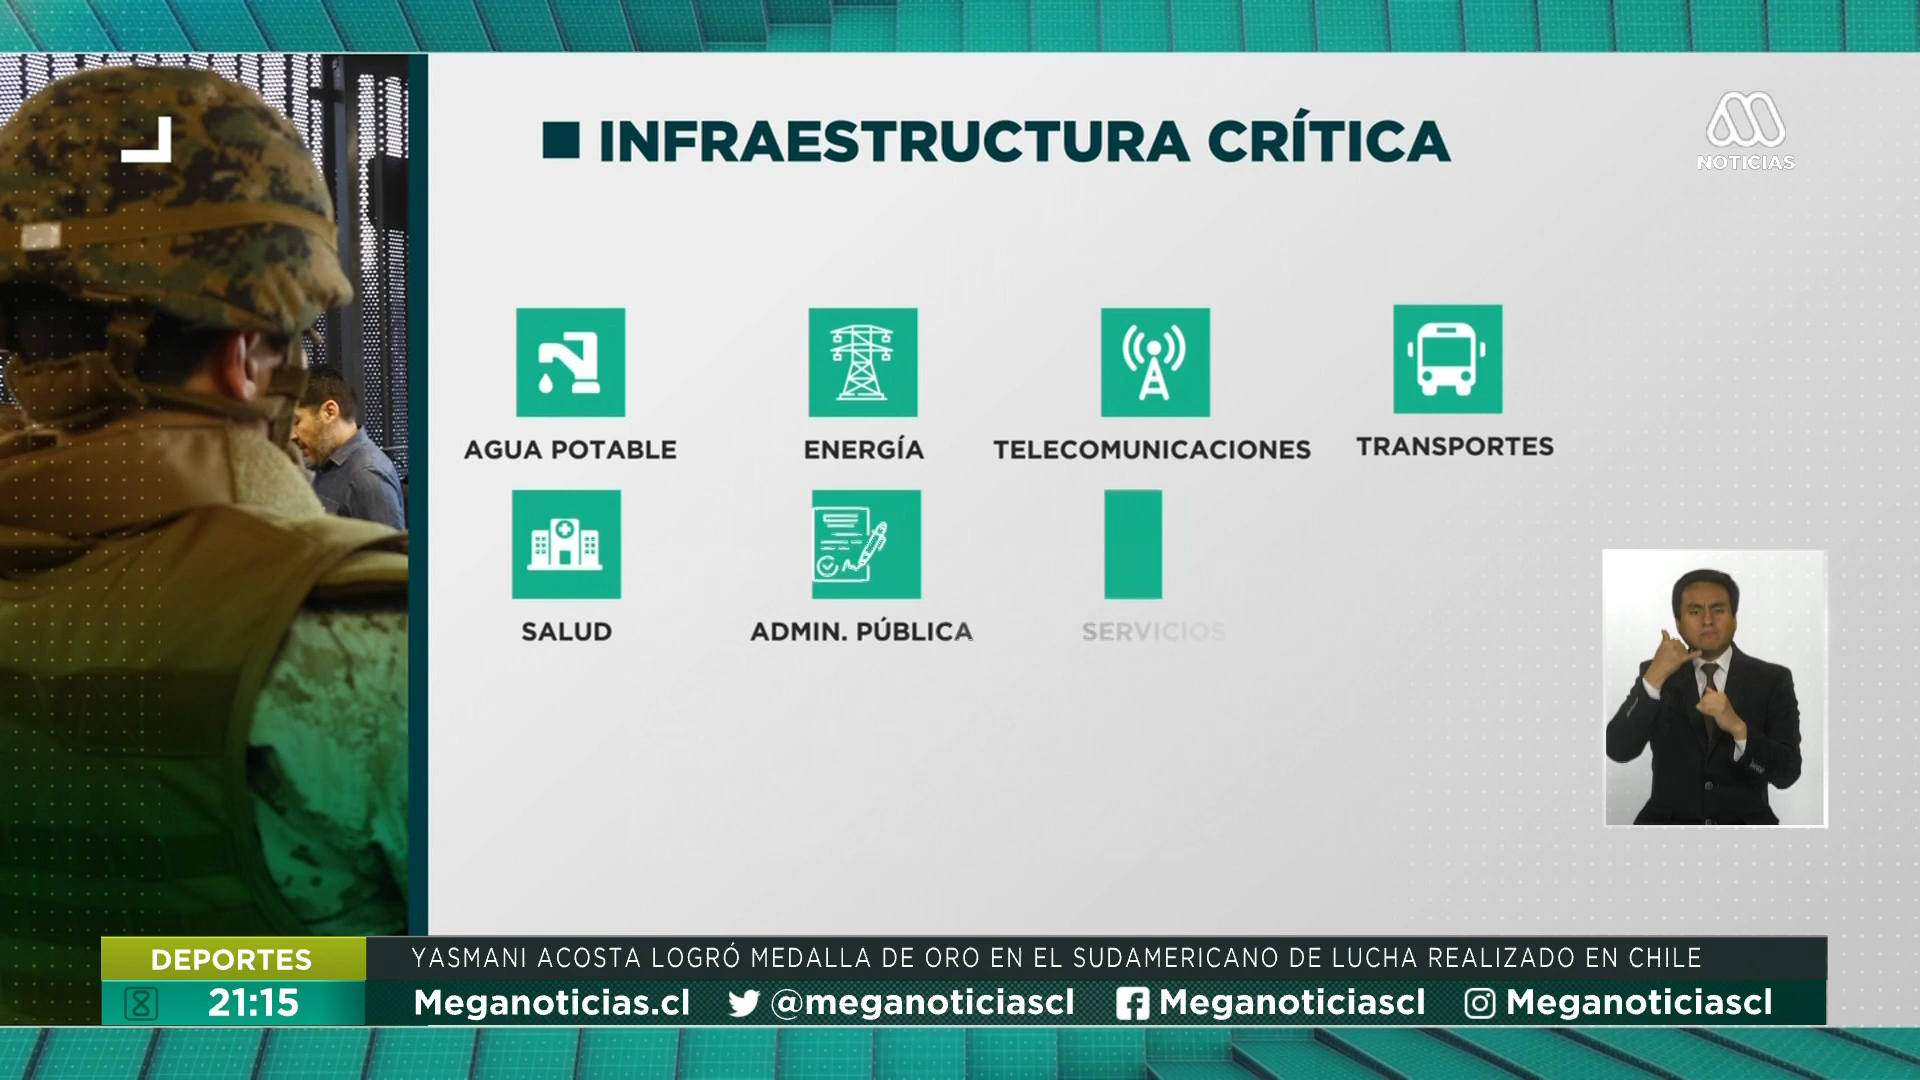 INFRAESTRUCTURA CRÍTICA
NOTICIAS
AGUA POTABLE
ENERGÍA
TELECOMUNICACIONES
TRANSPORTES
SALUD
ADMIN. PÚBLICA
SERVICIOS
DEPORTES
YASMANI ACOSTA LOGRÓ MEDALLA DE ORO EN EL SUDAMERICANO DE LUCHA REALIZADO EN CHILE
21:15
Meganoticias.cl @meganoticiascl Meganoticiascl Meganoticiascl